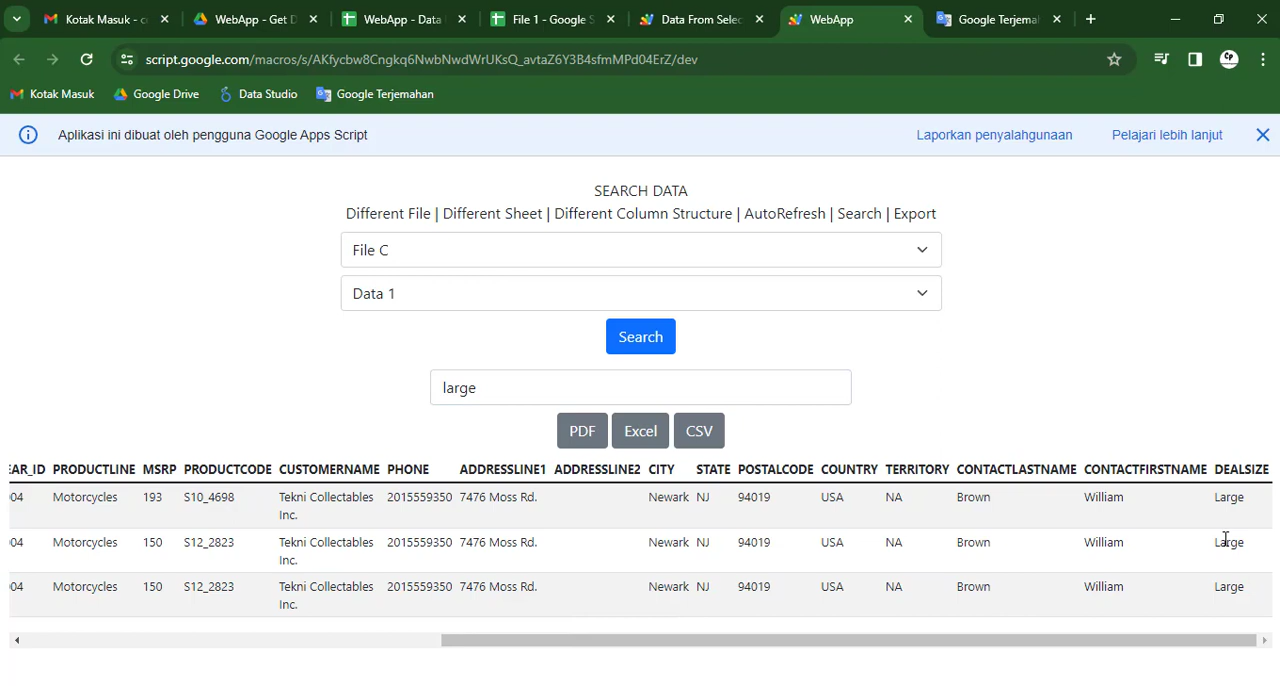 Kotak Masuk - c
WebApp - Get D
WebApp - Data
File 1 - Google S
Data From Selec
WebApp
Google Terjemal
script.google.com/macros/s/AKfycbw8Cngkq6NwbNwdWrUKsQ_avtaZ6Y3B4sfmMPd04ErZ/dev
Kotak Masuk
Google Drive
Data Studio
Google Terjemahan
Aplikasi ini dibuat oleh pengguna Google Apps Script
Laporkan penyalahgunaan
Pelajari lebih lanjut
SEARCH DATA
Different File | Different Sheet | Different Column Structure | AutoRefresh | Search | Export
File C
Data 1
Search
large
PDF Excel CSV
EAR_ID PRODUCTLINE MSRP PRODUCTCODE CUSTOMERNAME PHONE ADDRESSLINE1 ADDRESSLINE2 CITY STATE POSTALCODE COUNTRY TERRITORY CONTACTLASTNAME CONTACTFIRSTNAME DEALSIZE
04 Motorcycles 193 S10_4698 Tekni Collectables 2015559350 7476 Moss Rd. Newark NJ 94019 USA NA Brown William Large
Inc.
04 Motorcycles 150 S12_2823 Tekni Collectables 2015559350 7476 Moss Rd. Newark NJ 94019 USA NA Brown William Large
Inc.
04 Motorcycles 150 S12_2823 Tekni Collectables 2015559350 7476 Moss Rd. Newark NJ 94019 USA NA Brown William Large
Inc.